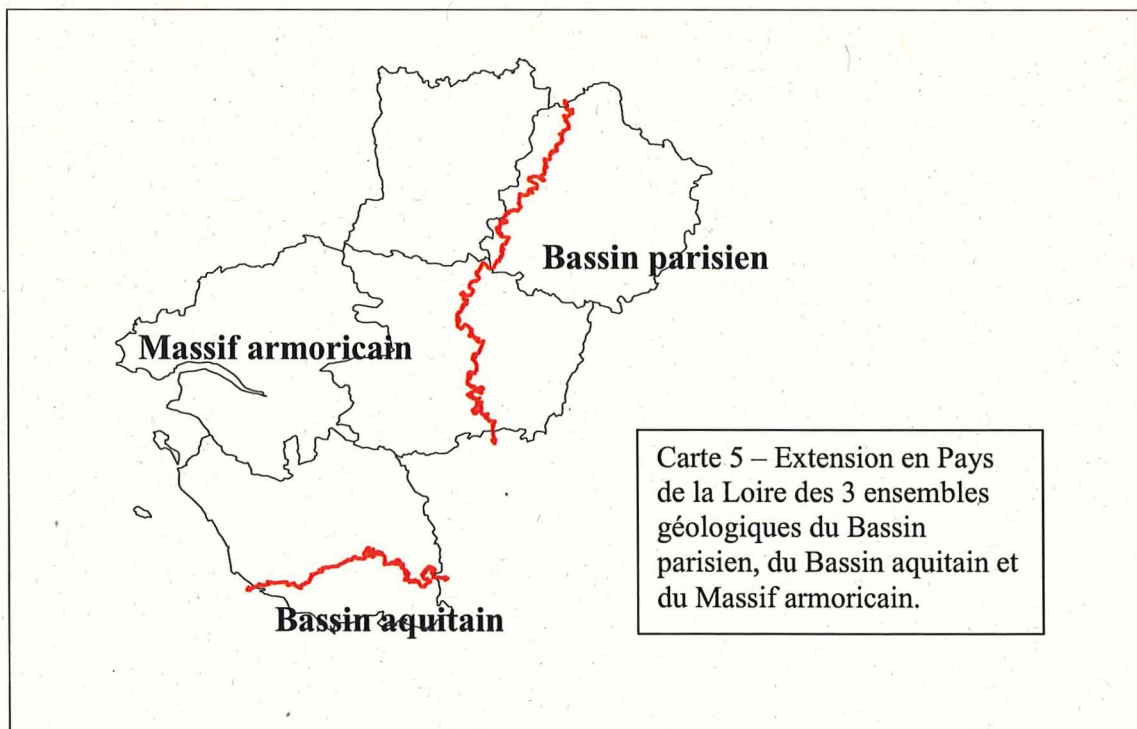 Bassin parisien
Massif armoricain
Carte 5 – Extension en Pays
de la Loire des 3 ensembles
géologiques du Bassin
parisien, du Bassin aquitain et
du Massif armoricain.
Bassin aquitain